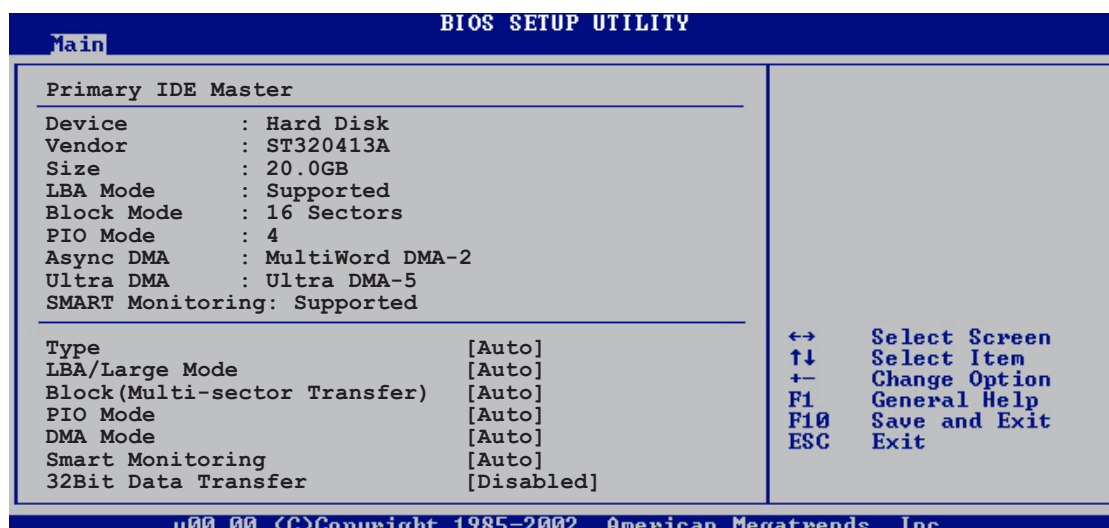 BIOS SETUP UTILITY
Main
Primary IDE Master
Device : Hard Disk
Vendor : ST320413A
Size : 20.0GB
LBA Mode : Supported
Block Mode : 16 Sectors
PIO Mode : 4
Async DMA : MultiWord DMA-2
Ultra DMA : Ultra DMA-5
SMART Monitoring: Supported
Type [Auto]
LBA/Large Mode [Auto]
Block(Multi-sector Transfer) [Auto]
PIO Mode [Auto]
DMA Mode [Auto]
Smart Monitoring [Auto]
32Bit Data Transfer [Disabled]
←→ Select Screen
↑↓ Select Item
+- Change Option
F1 General Help
F10 Save and Exit
ESC Exit
v00.00 (C)Copyright 1985-2002, American Megatrends, Inc.